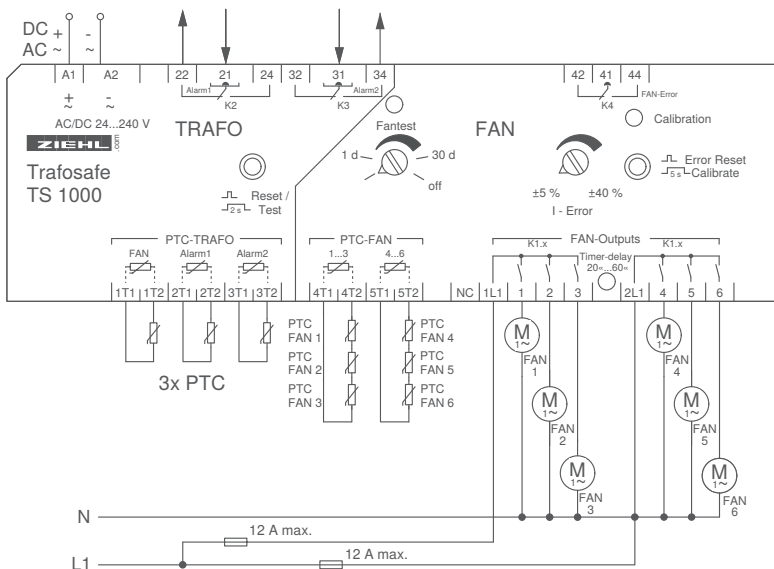 DC + -
AC ~ ~
A1 A2 22 21 24 32 31 34 42 41 44
Alarm1 K2 K3 Alarm2 K4 FAN-Error
+ -
~ ~
AC/DC 24...240 V
TRAFO
Fantest
FAN
Calibration
ZIEHL
Trafosafe
TS 1000
1 d 30 d
off
Reset /
2 s Test
±5 % ±40 %
I - Error
Error Reset
5 s Calibrate
PTC-TRAFO PTC-FAN K1.x FAN-Outputs K1.x
FAN Alarm1 Alarm2 1...3 4...6 Timer-delay
20«...60«
1T1 1T2 2T1 2T2 3T1 3T2 4T1 4T2 5T1 5T2 NC 1L1 1 2 3 2L1 4 5 6
3x PTC
PTC
FAN 1
PTC
FAN 2
PTC
FAN 3
PTC
FAN 4
PTC
FAN 5
PTC
FAN 6
M
1~
FAN
1
M
1~
FAN
2
M
1~
FAN
3
M
1~
FAN
4
M
1~
FAN
5
M
1~
FAN
6
N
12 A max.
12 A max.
L1